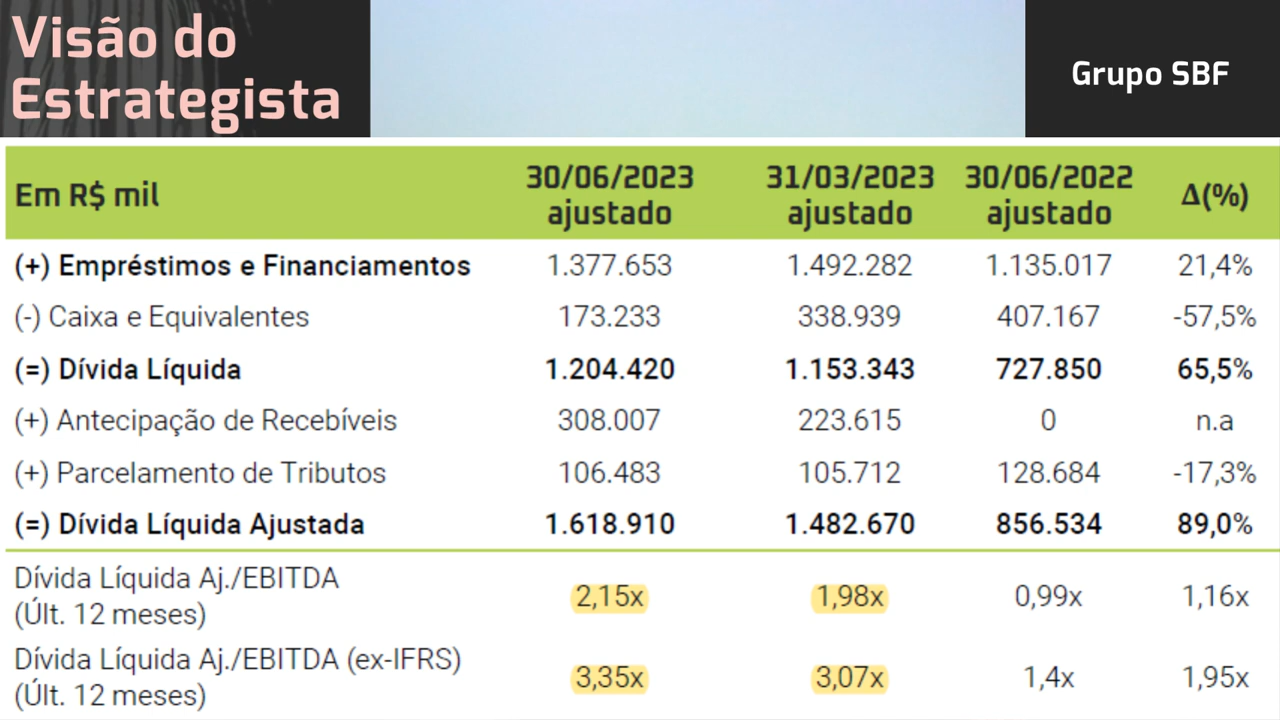 Visão do
Estrategista
Grupo SBF
Em R$ mil 30/06/2023 ajustado 31/03/2023 ajustado 30/06/2022 ajustado Δ(%)
(+) Empréstimos e Financiamentos 1.377.653 1.492.282 1.135.017 21,4%
(-) Caixa e Equivalentes 173.233 338.939 407.167 -57,5%
(=) Dívida Líquida 1.204.420 1.153.343 727.850 65,5%
(+) Antecipação de Recebíveis 308.007 223.615 0 n.a
(+) Parcelamento de Tributos 106.483 105.712 128.684 -17,3%
(=) Dívida Líquida Ajustada 1.618.910 1.482.670 856.534 89,0%
Dívida Líquida Aj./EBITDA
(Últ. 12 meses) 2,15x 1,98x 0,99x 1,16x
Dívida Líquida Aj./EBITDA (ex-IFRS)
(Últ. 12 meses) 3,35x 3,07x 1,4x 1,95x